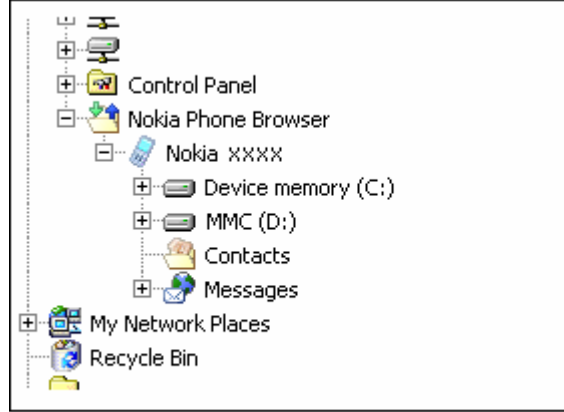 Control Panel
Nokia Phone Browser
Nokia xxxx
Device memory (C:)
MMC (D:)
Contacts
Messages
My Network Places
Recycle Bin